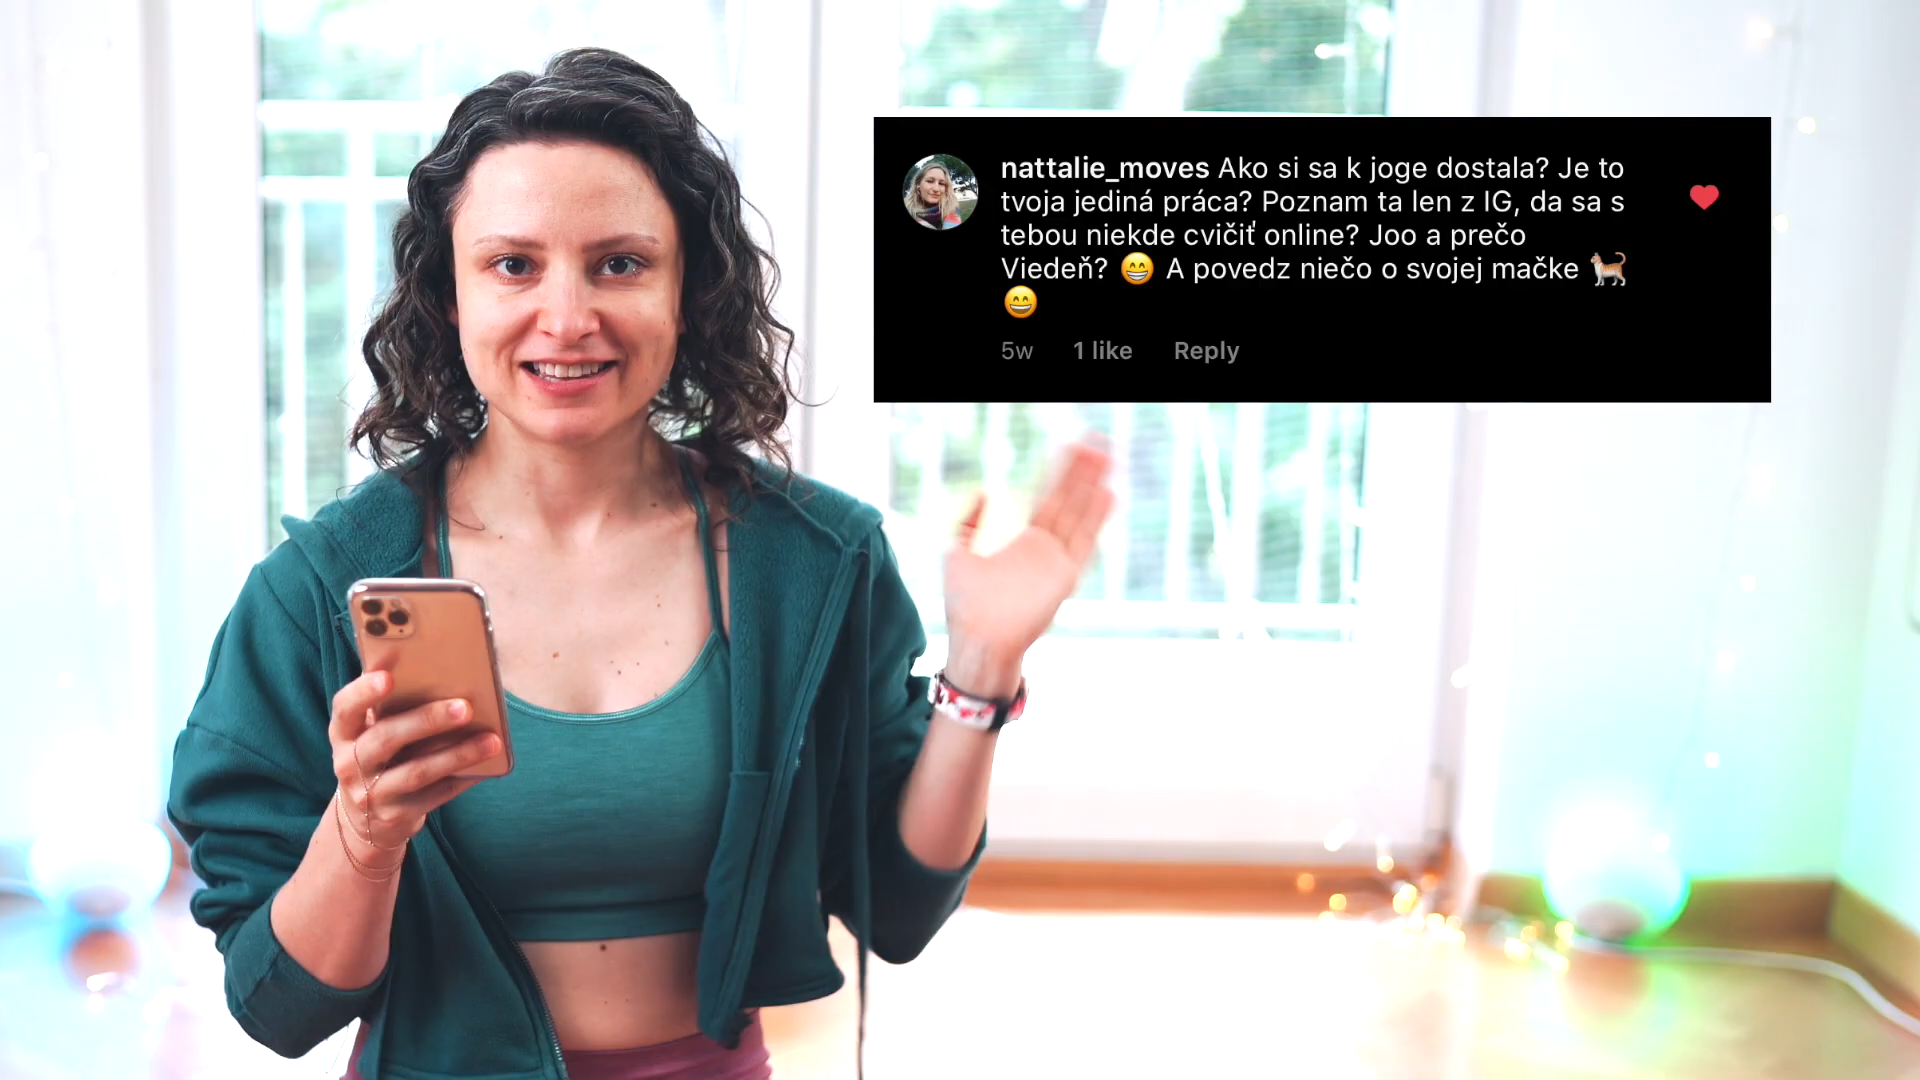 nattalie_moves Ako si sa k joge dostala? Je to
tvoja jediná práca? Poznam ta len z IG, da sa s
tebou niekde cvičiť online? Joo a prečo
Viedeň? 😁 A povedz niečo o svojej mačke 🐈
😄
5w 1 like Reply